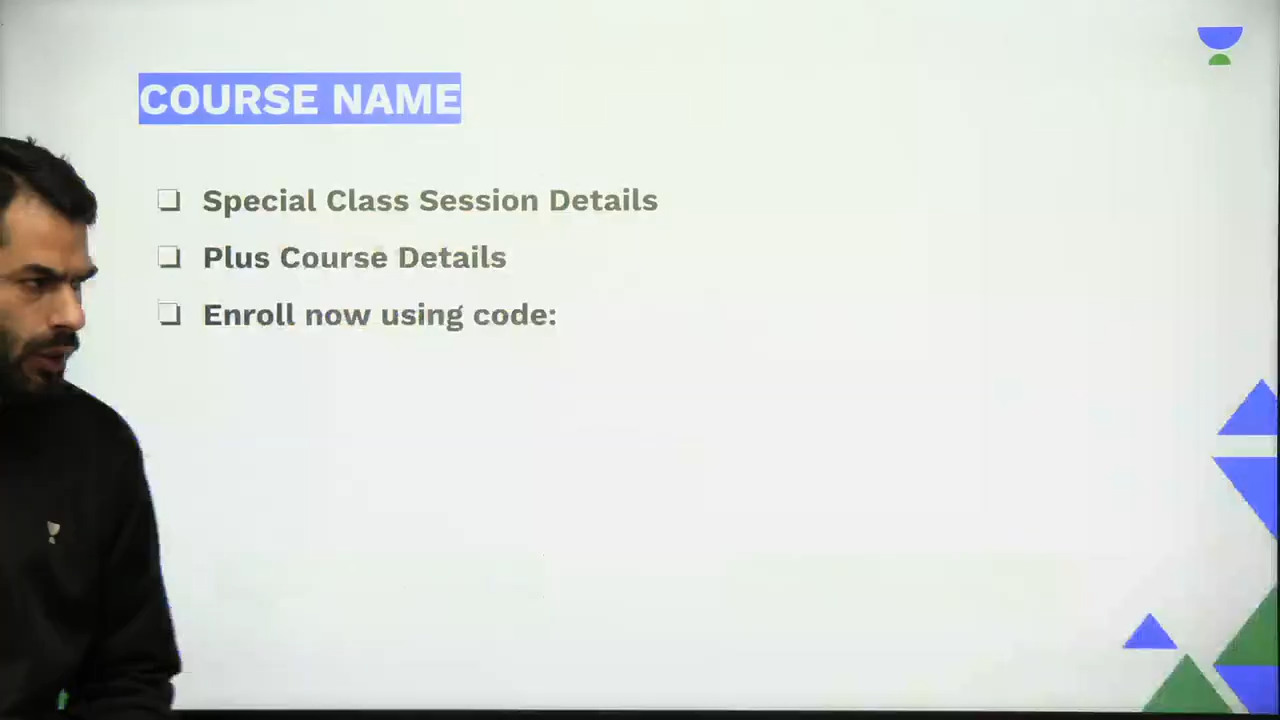 COURSE NAME
❏ Special Class Session Details
❏ Plus Course Details
❏ Enroll now using code: